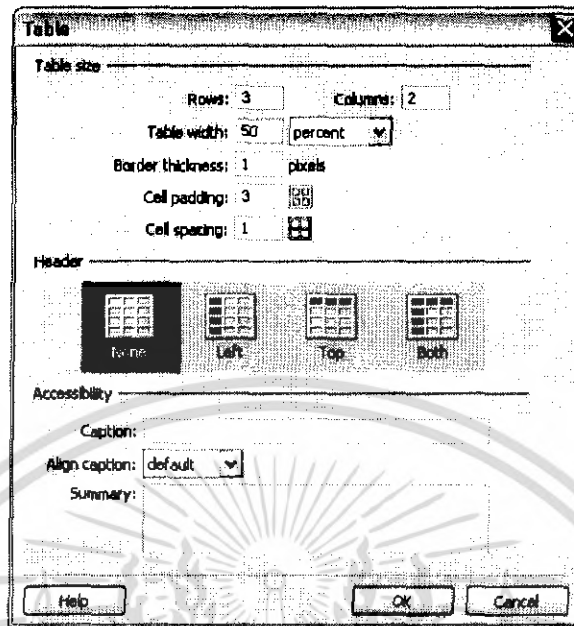 Table
Table size
Rows: 3 Columns: 2
Table width: 50 percent
Border thickness: 1 pixels
Cell padding: 3
Cell spacing: 1
Header
None Left Top Both
Accessibility
Caption:
Align caption: default
Summary:
Help OK Cancel